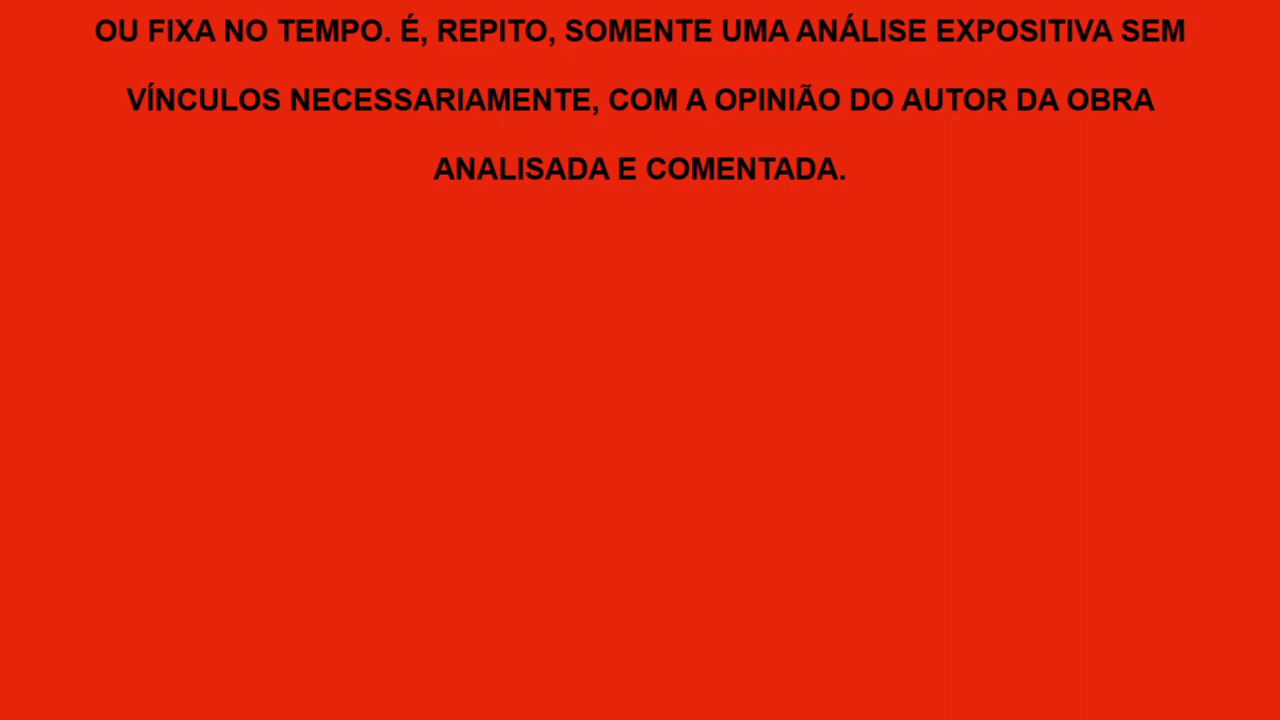 OU FIXA NO TEMPO. É, REPITO, SOMENTE UMA ANÁLISE EXPOSITIVA SEM
VÍNCULOS NECESSARIAMENTE, COM A OPINIÃO DO AUTOR DA OBRA
ANALISADA E COMENTADA.